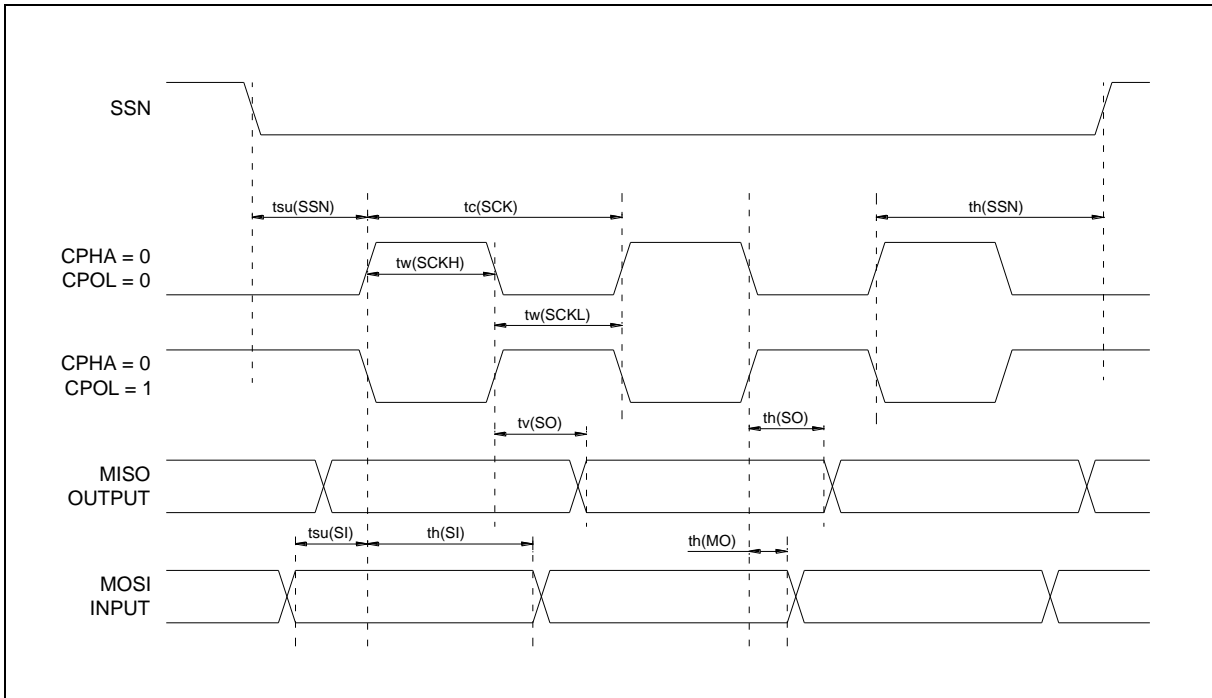 SSN
tsu(SSN)
tc(SCK)
th(SSN)
CPHA = 0
CPOL = 0
tw(SCKH)
tw(SCKL)
CPHA = 0
CPOL = 1
tv(SO)
th(SO)
MISO
OUTPUT
tsu(SI)
th(SI)
th(MO)
MOSI
INPUT